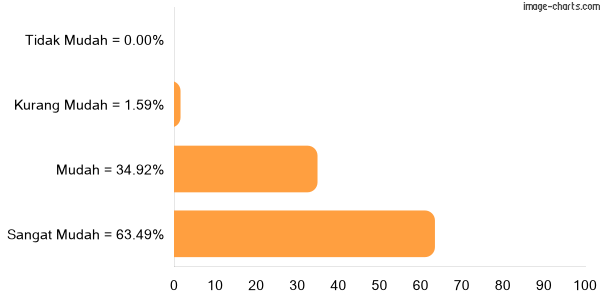 image-charts.com
Tidak Mudah = 0.00%
Kurang Mudah = 1.59%
Mudah = 34.92%
Sangat Mudah = 63.49%
0 10 20 30 40 50 60 70 80 90 100